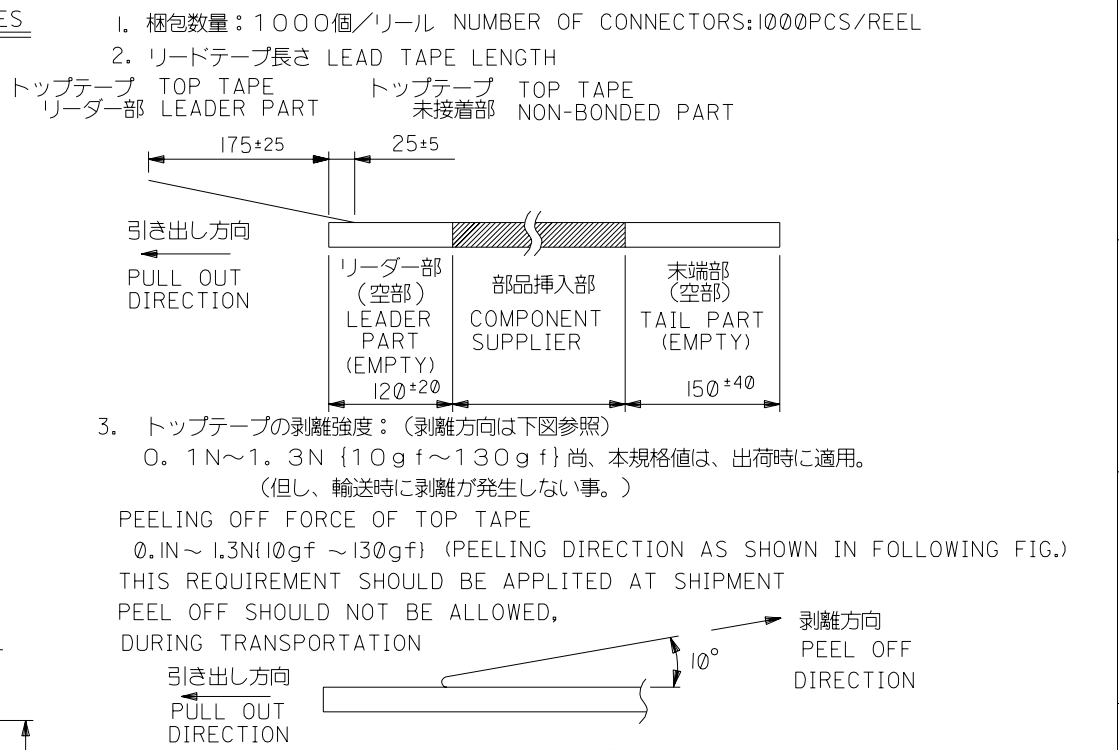 ES
1. 梱包数量：1000個／リール NUMBER OF CONNECTORS:1000PCS/REEL
2. リードテープ長さ LEAD TAPE LENGTH
トップテープ TOP TAPE
リーダー部 LEADER PART
トップテープ TOP TAPE
未接着部 NON-BONDED PART
175±25
25±5
引き出し方向
PULL OUT
DIRECTION
リーダー部
（空部）
LEADER
PART
(EMPTY)
120±20
部品挿入部
COMPONENT
SUPPLIER
末端部
（空部）
TAIL PART
(EMPTY)
150±40
3. トップテープの剥離強度：（剥離方向は下図参照）
0. 1N～1. 3N {10gf～130gf} 尚、本規格値は、出荷時に適用。
（但し、輸送時に剥離が発生しない事。）
PEELING OFF FORCE OF TOP TAPE
0.1N～1.3N{10gf ～130gf} (PEELING DIRECTION AS SHOWN IN FOLLOWING FIG.)
THIS REQUIREMENT SHOULD BE APPLITED AT SHIPMENT
PEEL OFF SHOULD NOT BE ALLOWED,
DURING TRANSPORTATION
引き出し方向
PULL OUT
DIRECTION
10°
剥離方向
PEEL OFF
DIRECTION